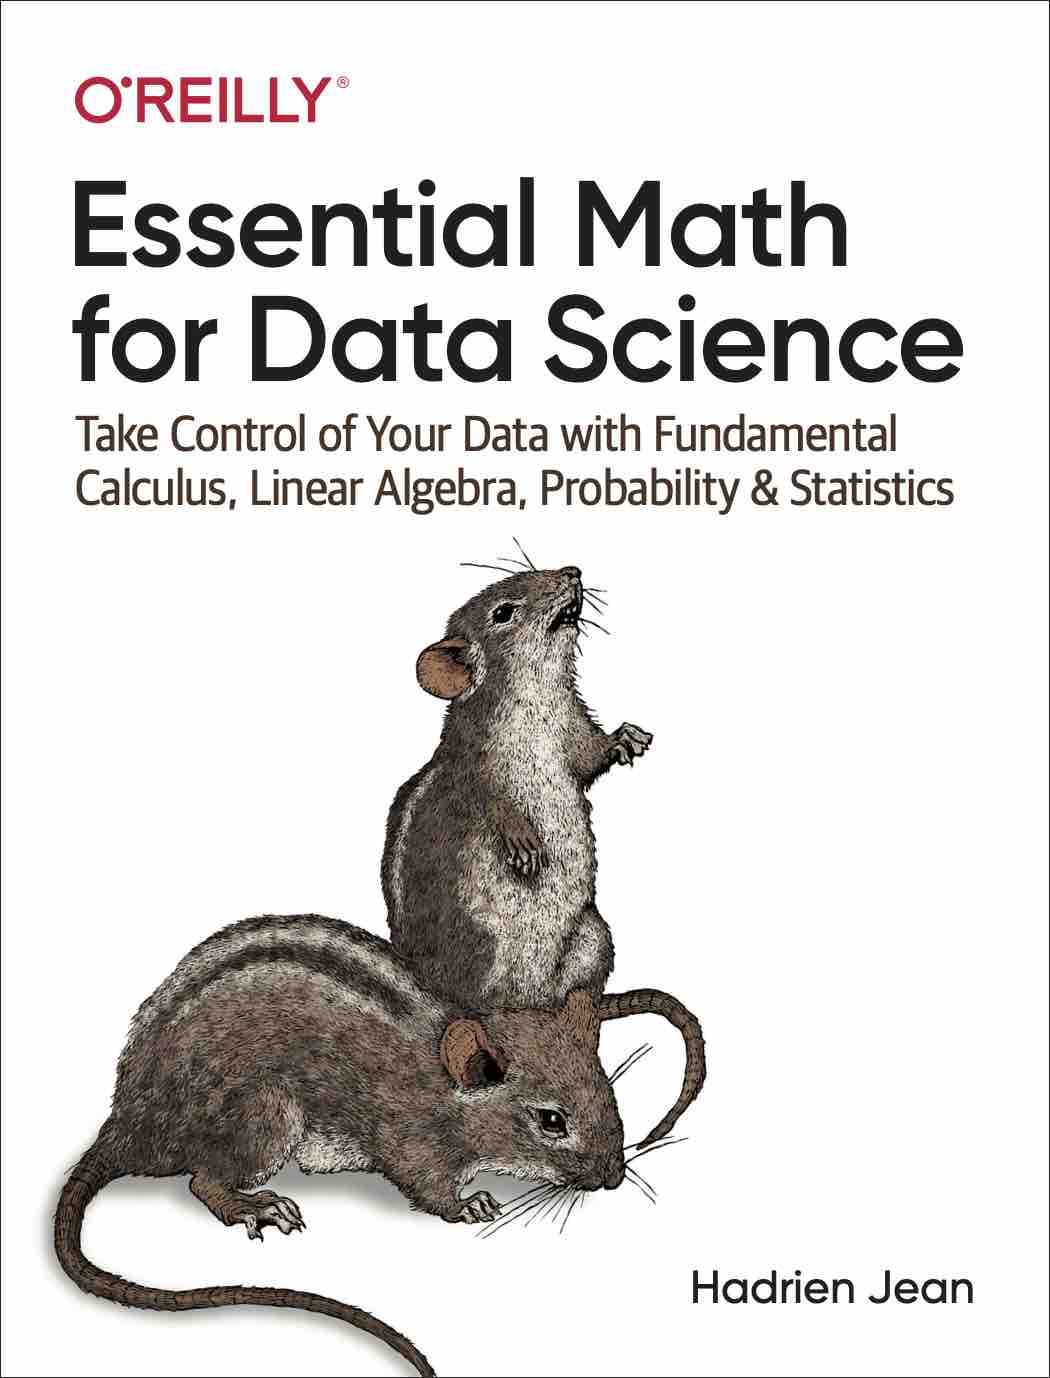 O'REILLY®
Essential Math
for Data Science
Take Control of Your Data with Fundamental
Calculus, Linear Algebra, Probability & Statistics
Hadrien Jean